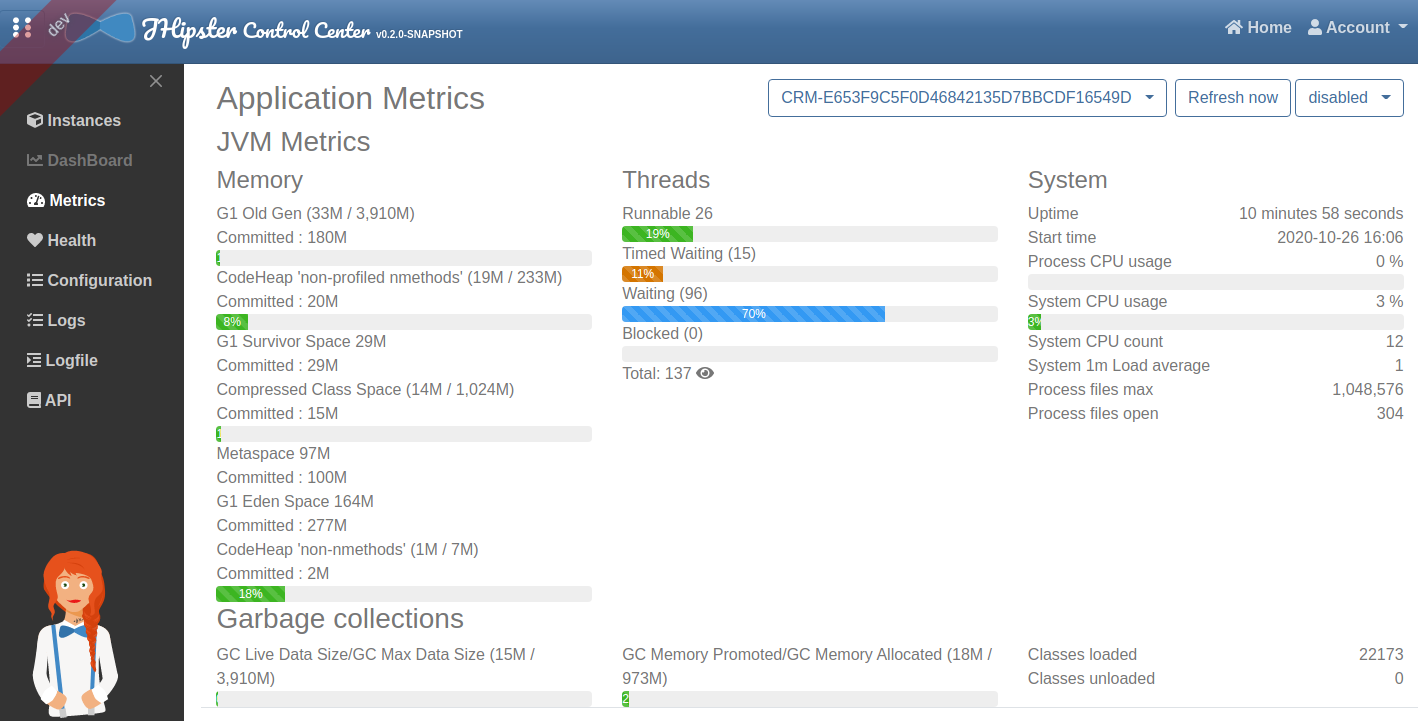 dev
JHipster Control Center v0.2.0-SNAPSHOT
Home
Account
Instances
DashBoard
Metrics
Health
Configuration
Logs
Logfile
API
Application Metrics
CRM-E653F9C5F0D46842135D7BBCDF16549D
Refresh now
disabled
JVM Metrics
Memory
G1 Old Gen (33M / 3,910M)
Committed : 180M
CodeHeap 'non-profiled nmethods' (19M / 233M)
Committed : 20M
8%
G1 Survivor Space 29M
Committed : 29M
Compressed Class Space (14M / 1,024M)
Committed : 15M
Metaspace 97M
Committed : 100M
G1 Eden Space 164M
Committed : 277M
CodeHeap 'non-nmethods' (1M / 7M)
Committed : 2M
18%
Threads
Runnable 26
19%
Timed Waiting (15)
11%
Waiting (96)
70%
Blocked (0)
Total: 137
System
Uptime 10 minutes 58 seconds
Start time 2020-10-26 16:06
Process CPU usage 0 %
System CPU usage 3 %
3%
System CPU count 12
System 1m Load average 1
Process files max 1,048,576
Process files open 304
Garbage collections
GC Live Data Size/GC Max Data Size (15M /
3,910M)
GC Memory Promoted/GC Memory Allocated (18M /
973M)
2
Classes loaded 22173
Classes unloaded 0